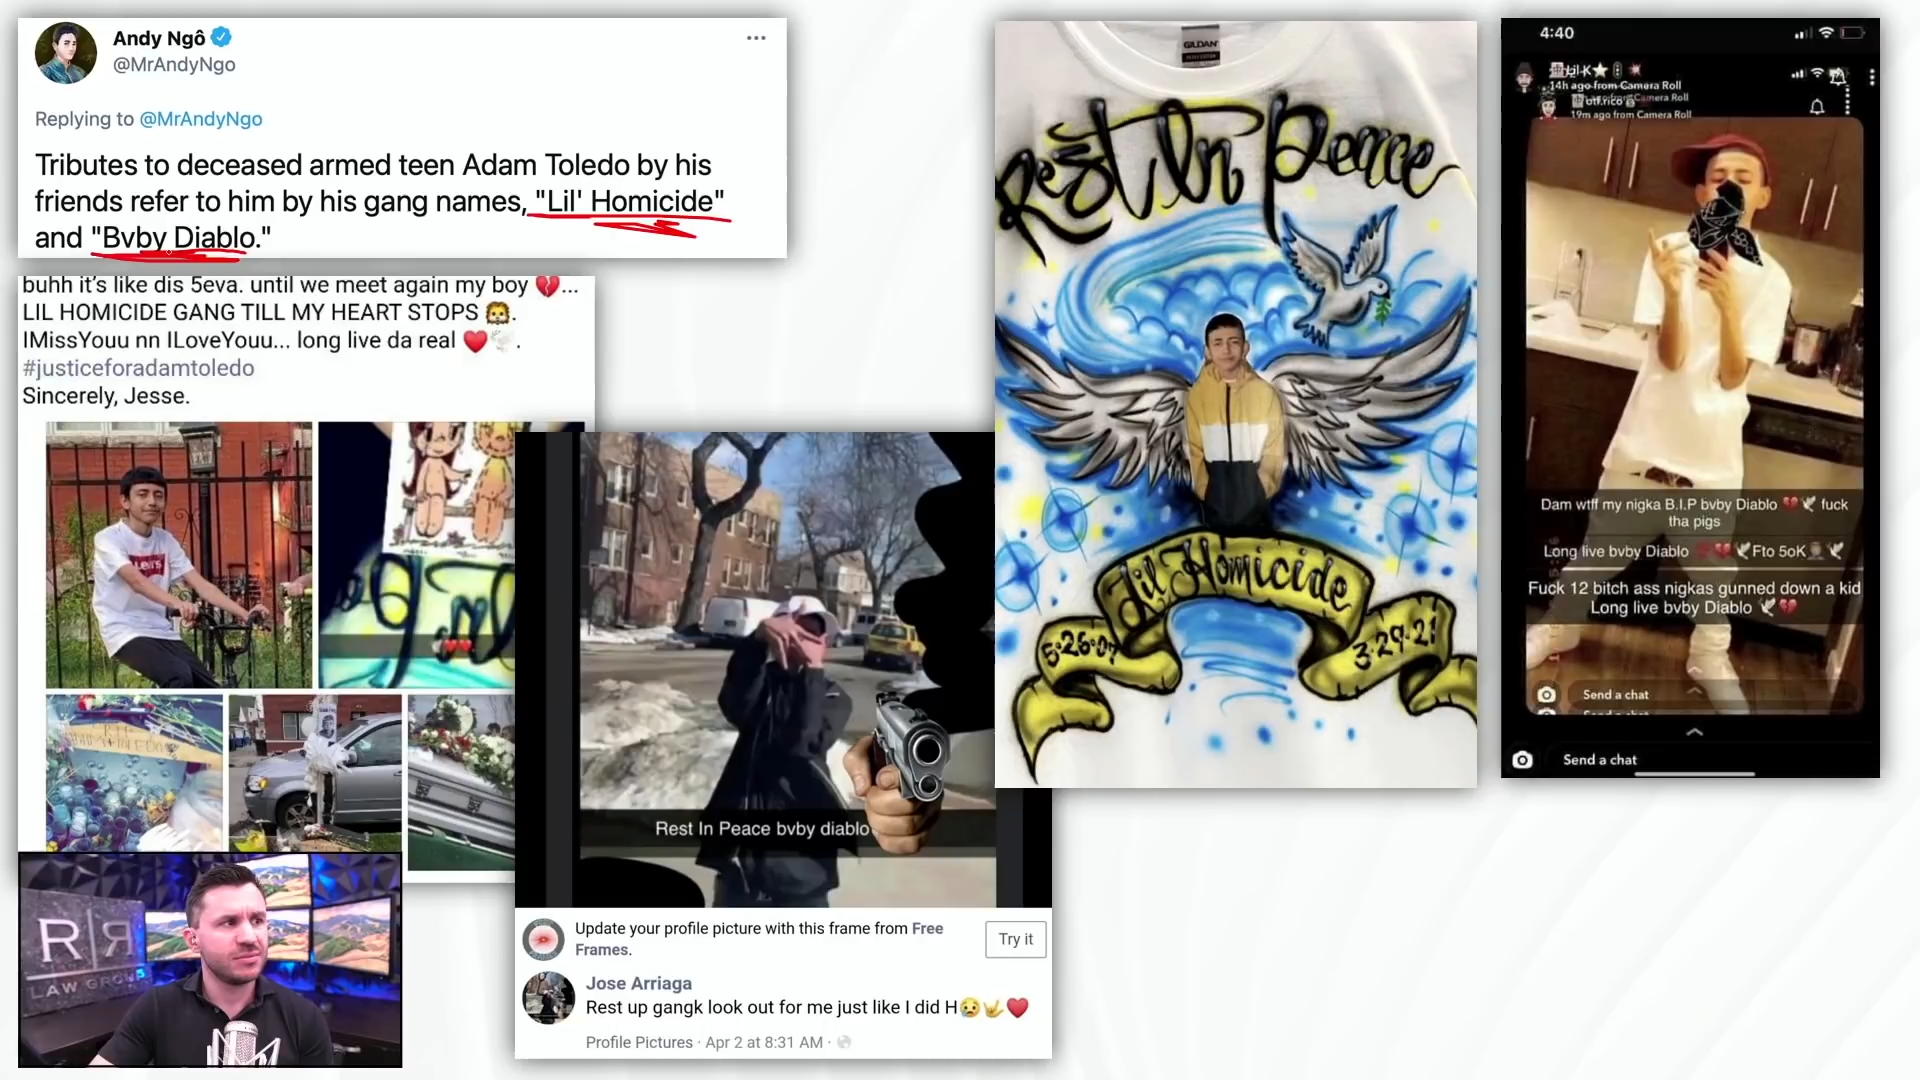 Andy Ngô
@MrAndyNgo
Replying to @MrAndyNgo
Tributes to deceased armed teen Adam Toledo by his
friends refer to him by his gang names, "Lil' Homicide"
and "Bvby Diablo."
buhh it's like dis 5eva. until we meet again my boy 💔...
LIL HOMICIDE GANG TILL MY HEART STOPS 🦁.
IMissYouu nn ILoveYouu... long live da real ❤️🕊.
#justiceforadamtoledo
Sincerely, Jesse.
Rest In Peace bvby diablo
Update your profile picture with this frame from Free
Frames.
Try it
Jose Arriaga
Rest up gangk look out for me just like I did H😥🤟❤️
Profile Pictures · Apr 2 at 8:31 AM ·
GILDAN
Rest In Peace
Lil Homicide
5·26·07
3·29·21
4:40
Lil-K⭐
14h ago from Camera Roll
19m ago from Camera Roll
Dam wtff my nigka B.I.P bvby Diablo 💔🕊 fuck
tha pigs
Long live bvby Diablo 💔🕊Fto 5oK🕊
Fuck 12 bitch ass nigkas gunned down a kid
Long live bvby Diablo 🕊💔
Send a chat
Send a chat
R|R
LAW GROUP